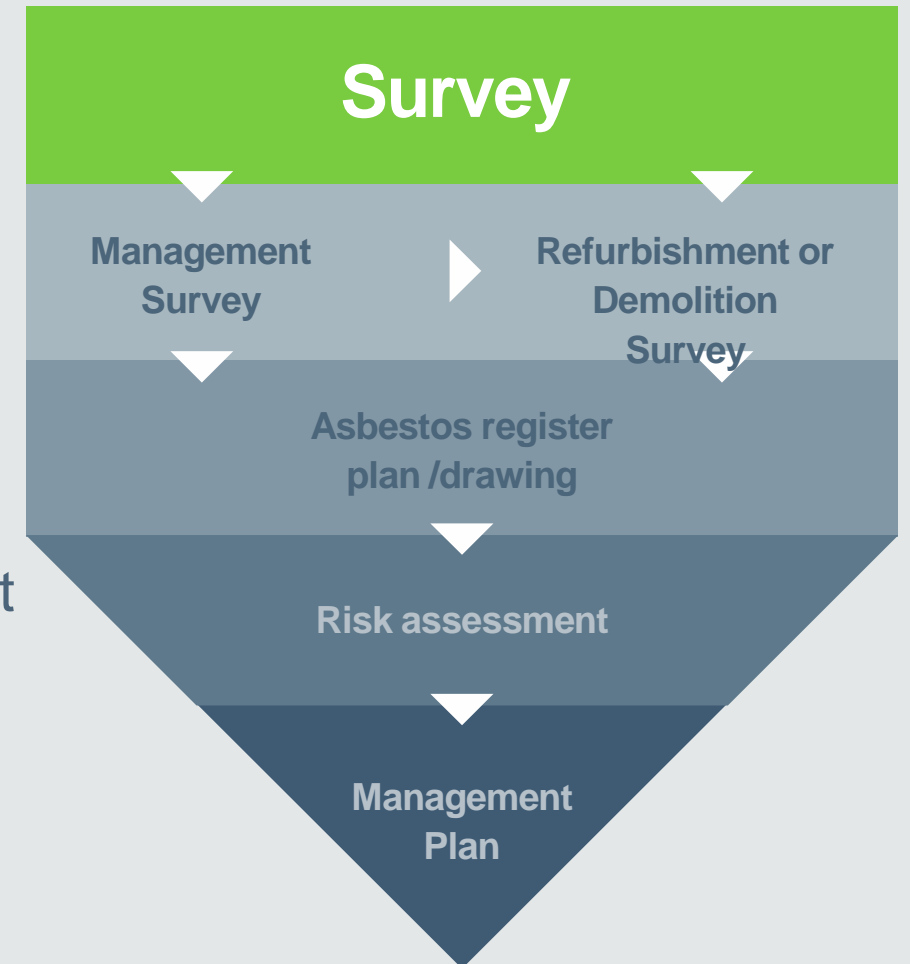 Survey
Management
Survey
Refurbishment or
Demolition
Survey
Asbestos register
plan /drawing
t
Risk assessment
Management
Plan